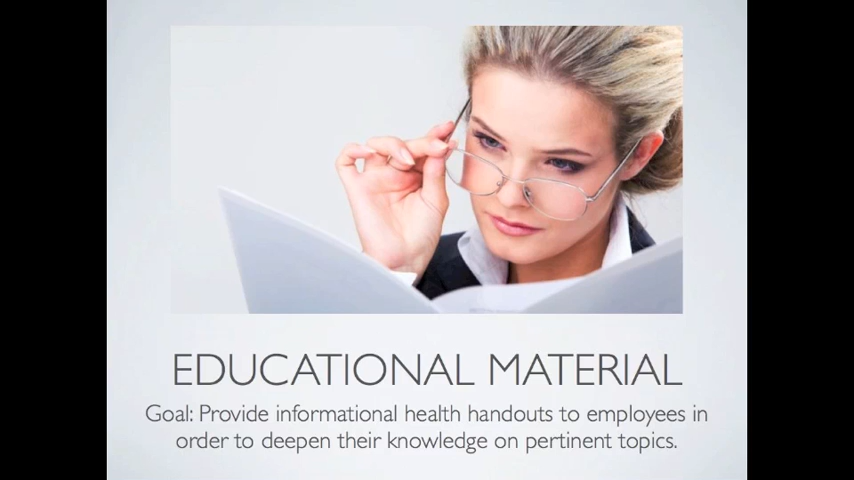 EDUCATIONAL MATERIAL
Goal: Provide informational health handouts to employees in
order to deepen their knowledge on pertinent topics.